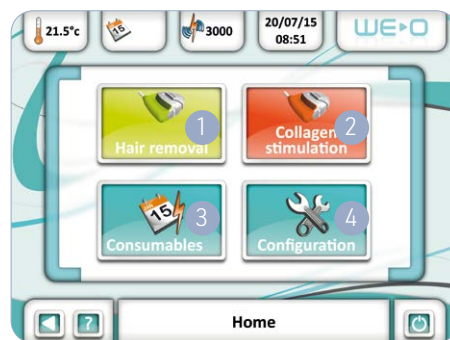 21.5°c
15
3000
20/07/15
08:51
WE▸O
1
Hair removal
2
Collagen
stimulation
15
3
Consumables
4
Configuration
?
Home